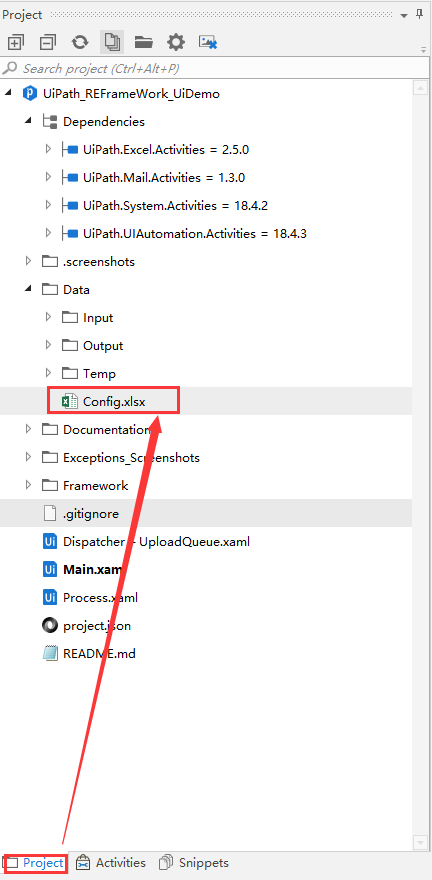 Project
Search project (Ctrl+Alt+P)
UiPath_REFrameWork_UiDemo
Dependencies
UiPath.Excel.Activities = 2.5.0
UiPath.Mail.Activities = 1.3.0
UiPath.System.Activities = 18.4.2
UiPath.UIAutomation.Activities = 18.4.3
.screenshots
Data
Input
Output
Temp
Config.xlsx
Documentation
Exceptions_Screenshots
Framework
.gitignore
Dispatcher - UploadQueue.xaml
Main.xaml
Process.xaml
project.json
README.md
Project Activities Snippets